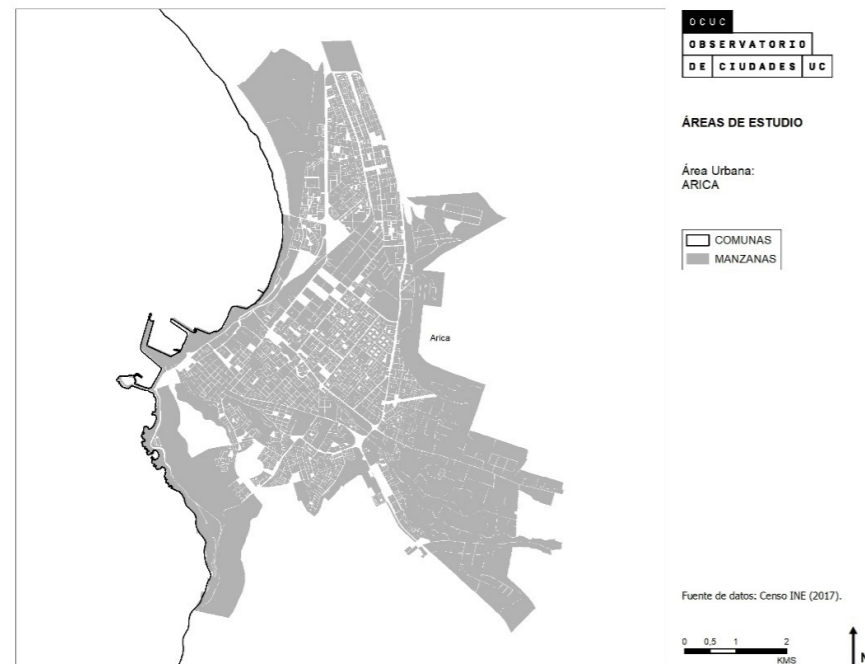 OCUC
OBSERVATORIO
DE CIUDADES UC
ÁREAS DE ESTUDIO
Área Urbana:
ARICA
COMUNAS
MANZANAS
Arica
Fuente de datos: Censo INE (2017).
0 0,5 1 2
KMS
N